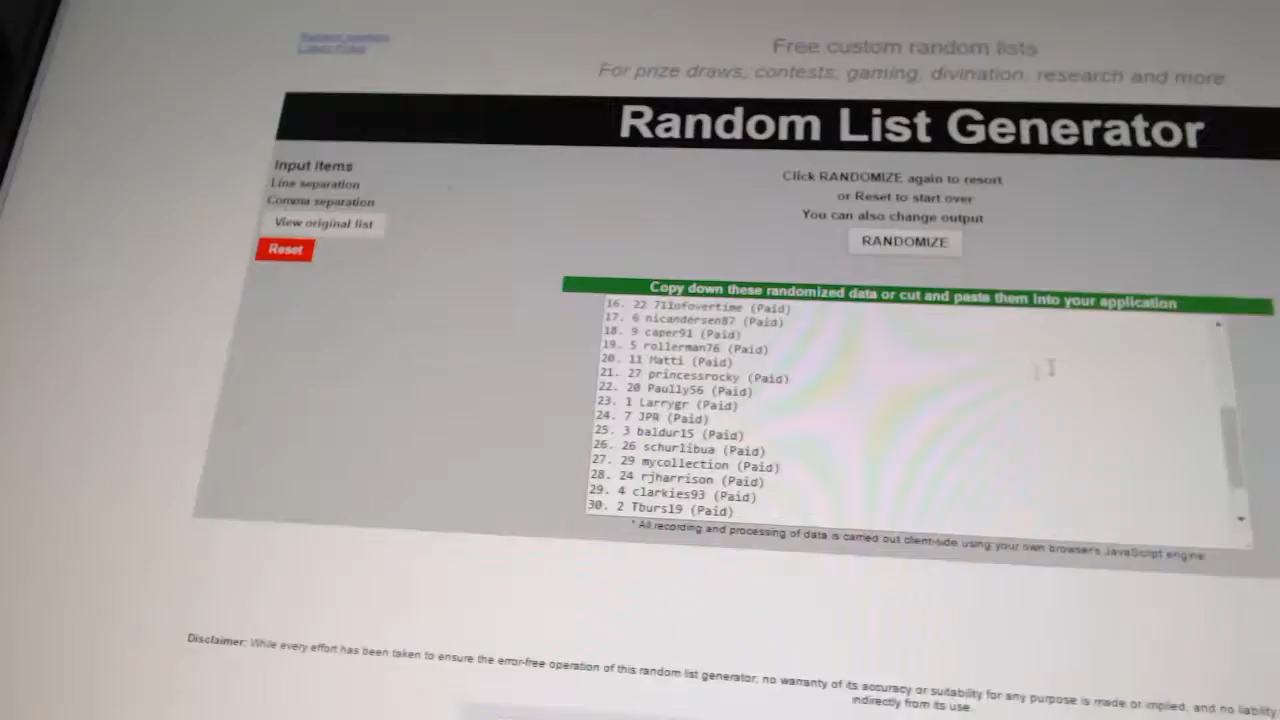 Free custom random lists
For prize draws, contests, gaming, divination, research and more
Random List Generator
Input items
Line separation
Comma separation
View original list
Reset
Click RANDOMIZE again to resort
or Reset to start over
You can also change output
RANDOMIZE
Copy down these randomized data or cut and paste them into your application
16. 22 711ofovertime (Paid)
17. 6 nicandersen87 (Paid)
18. 9 caper91 (Paid)
19. 5 rollerman76 (Paid)
20. 11 Matti (Paid)
21. 27 princessrocky (Paid)
22. 20 Paully56 (Paid)
23. 1 Larrygr (Paid)
24. 7 JPR (Paid)
25. 3 baldur15 (Paid)
26. 26 schurlibua (Paid)
27. 29 mycollection (Paid)
28. 24 rjharrison (Paid)
29. 4 clarkies93 (Paid)
30. 2 Tburs19 (Paid)
* All recording and processing of data is carried out client-side using your own browser's JavaScript engine
Disclaimer: While every effort has been taken to ensure the error-free operation of this random list generator, no warranty of its accuracy or suitability for any purpose is made or implied, and no liability
indirectly from its use.